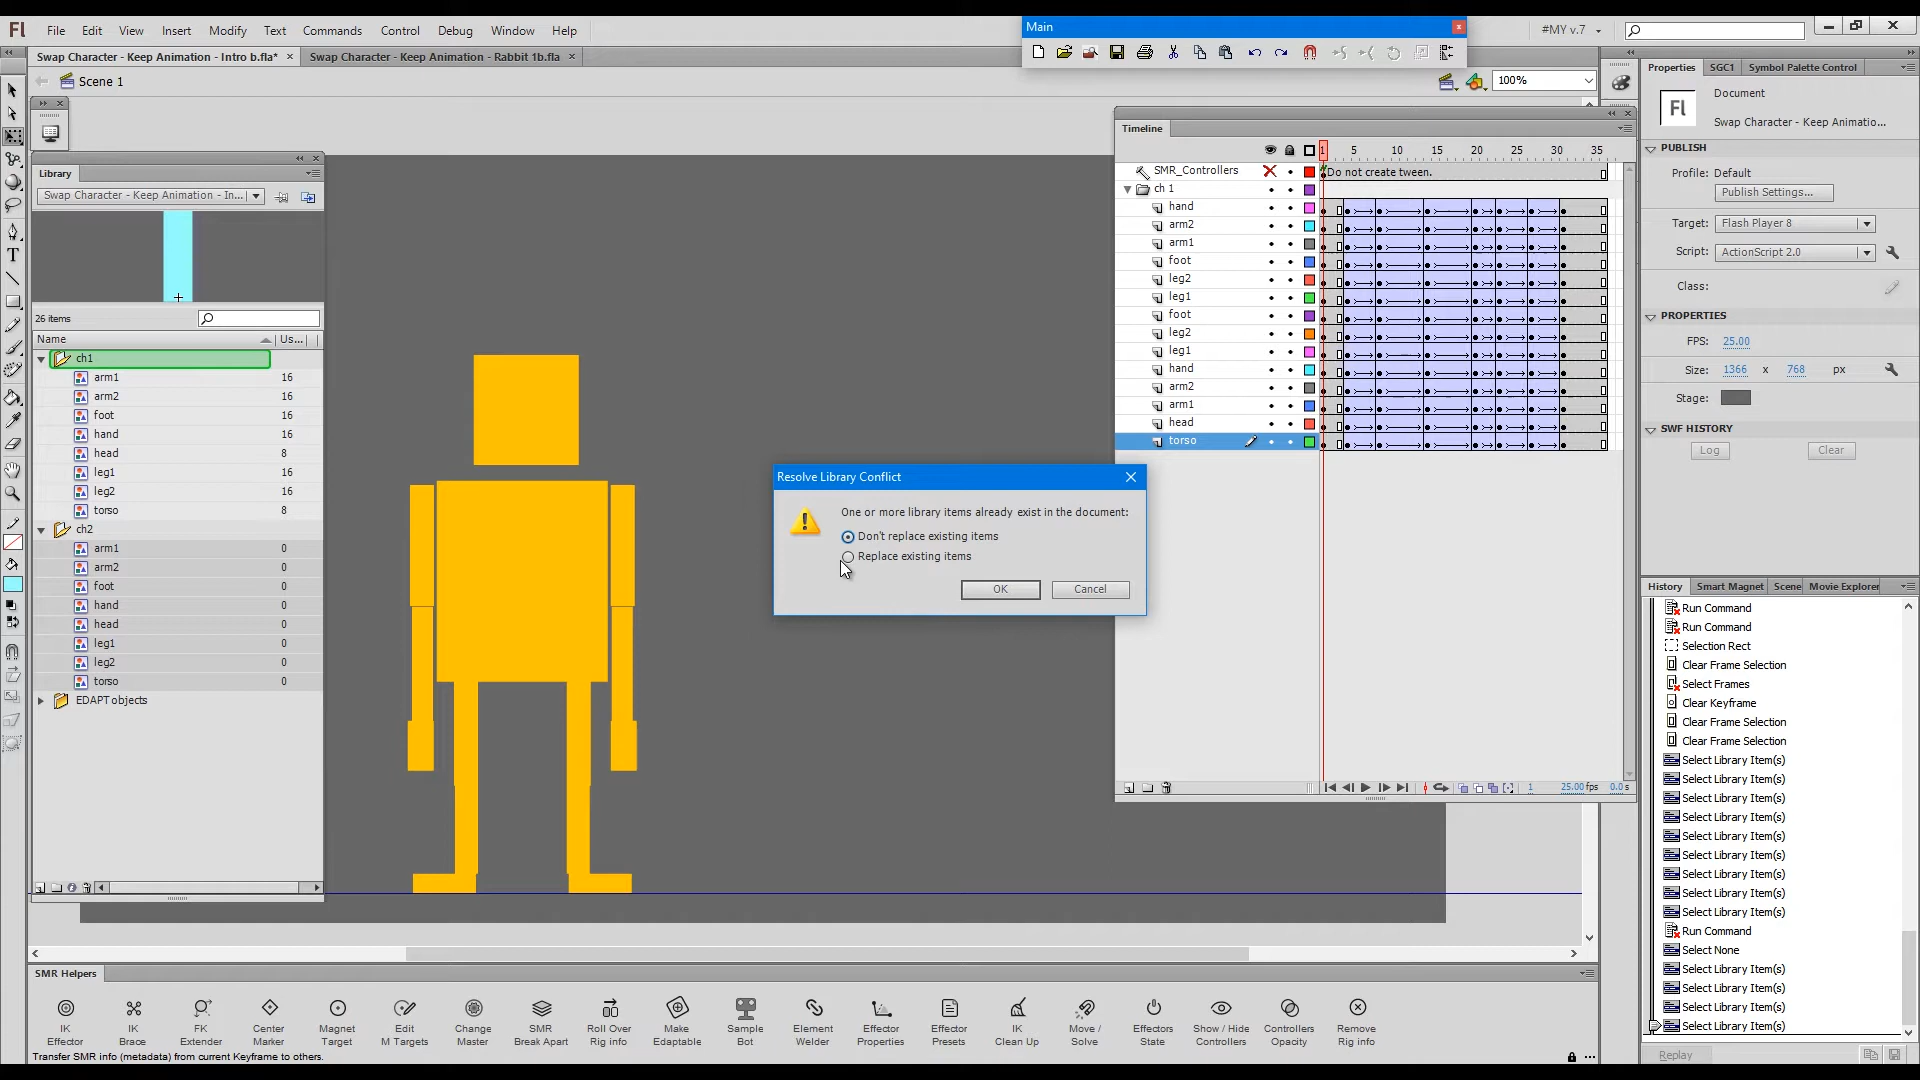 Fl File Edit View Insert Modify Text Commands Control Debug Window Help
Main
#MY v.7
Swap Character - Keep Animation - Intro b.fla* × Swap Character - Keep Animation - Rabbit 1b.fla ×
Scene 1
100%
Library
Swap Character - Keep Animation - In...
26 items
Name Us...
ch1
arm1 16
arm2 16
foot 16
hand 16
head 8
leg1 16
leg2 16
torso 8
ch2
arm1 0
arm2 0
foot 0
hand 0
head 0
leg1 0
leg2 0
torso 0
EDAPT objects
Timeline
1 5 10 15 20 25 30 35
SMR_Controllers Do not create tween.
ch 1
hand
arm2
arm1
foot
leg2
leg1
foot
leg2
leg1
hand
arm2
arm1
head
torso
1 25.00 fps 0.0 s
Resolve Library Conflict
One or more library items already exist in the document:
Don't replace existing items
Replace existing items
OK Cancel
Properties SGC1 Symbol Palette Control
Fl
Document
Swap Character - Keep Animatio...
PUBLISH
Profile: Default
Publish Settings...
Target: Flash Player 8
Script: ActionScript 2.0
Class:
PROPERTIES
FPS: 25.00
Size: 1366 x 768 px
Stage:
SWF HISTORY
Log Clear
History Smart Magnet Scene Movie Explorer
Run Command
Run Command
Selection Rect
Clear Frame Selection
Select Frames
Clear Keyframe
Clear Frame Selection
Clear Frame Selection
Select Library Item(s)
Select Library Item(s)
Select Library Item(s)
Select Library Item(s)
Select Library Item(s)
Select Library Item(s)
Select Library Item(s)
Select Library Item(s)
Select Library Item(s)
Run Command
Select None
Select Library Item(s)
Select Library Item(s)
Select Library Item(s)
Select Library Item(s)
Replay
SMR Helpers
IK Effector
IK Brace
FK Extender
Center Marker
Magnet Target
Edit M Targets
Change Master
SMR Break Apart
Roll Over Rig info
Make Adaptable
Sample Bot
Element Welder
Effector Properties
Effector Presets
IK Clean Up
Move / Solve
Effectors State
Show / Hide Controllers
Controllers Opacity
Remove Rig info
Transfer SMR info (metadata) from current Keyframe to others.